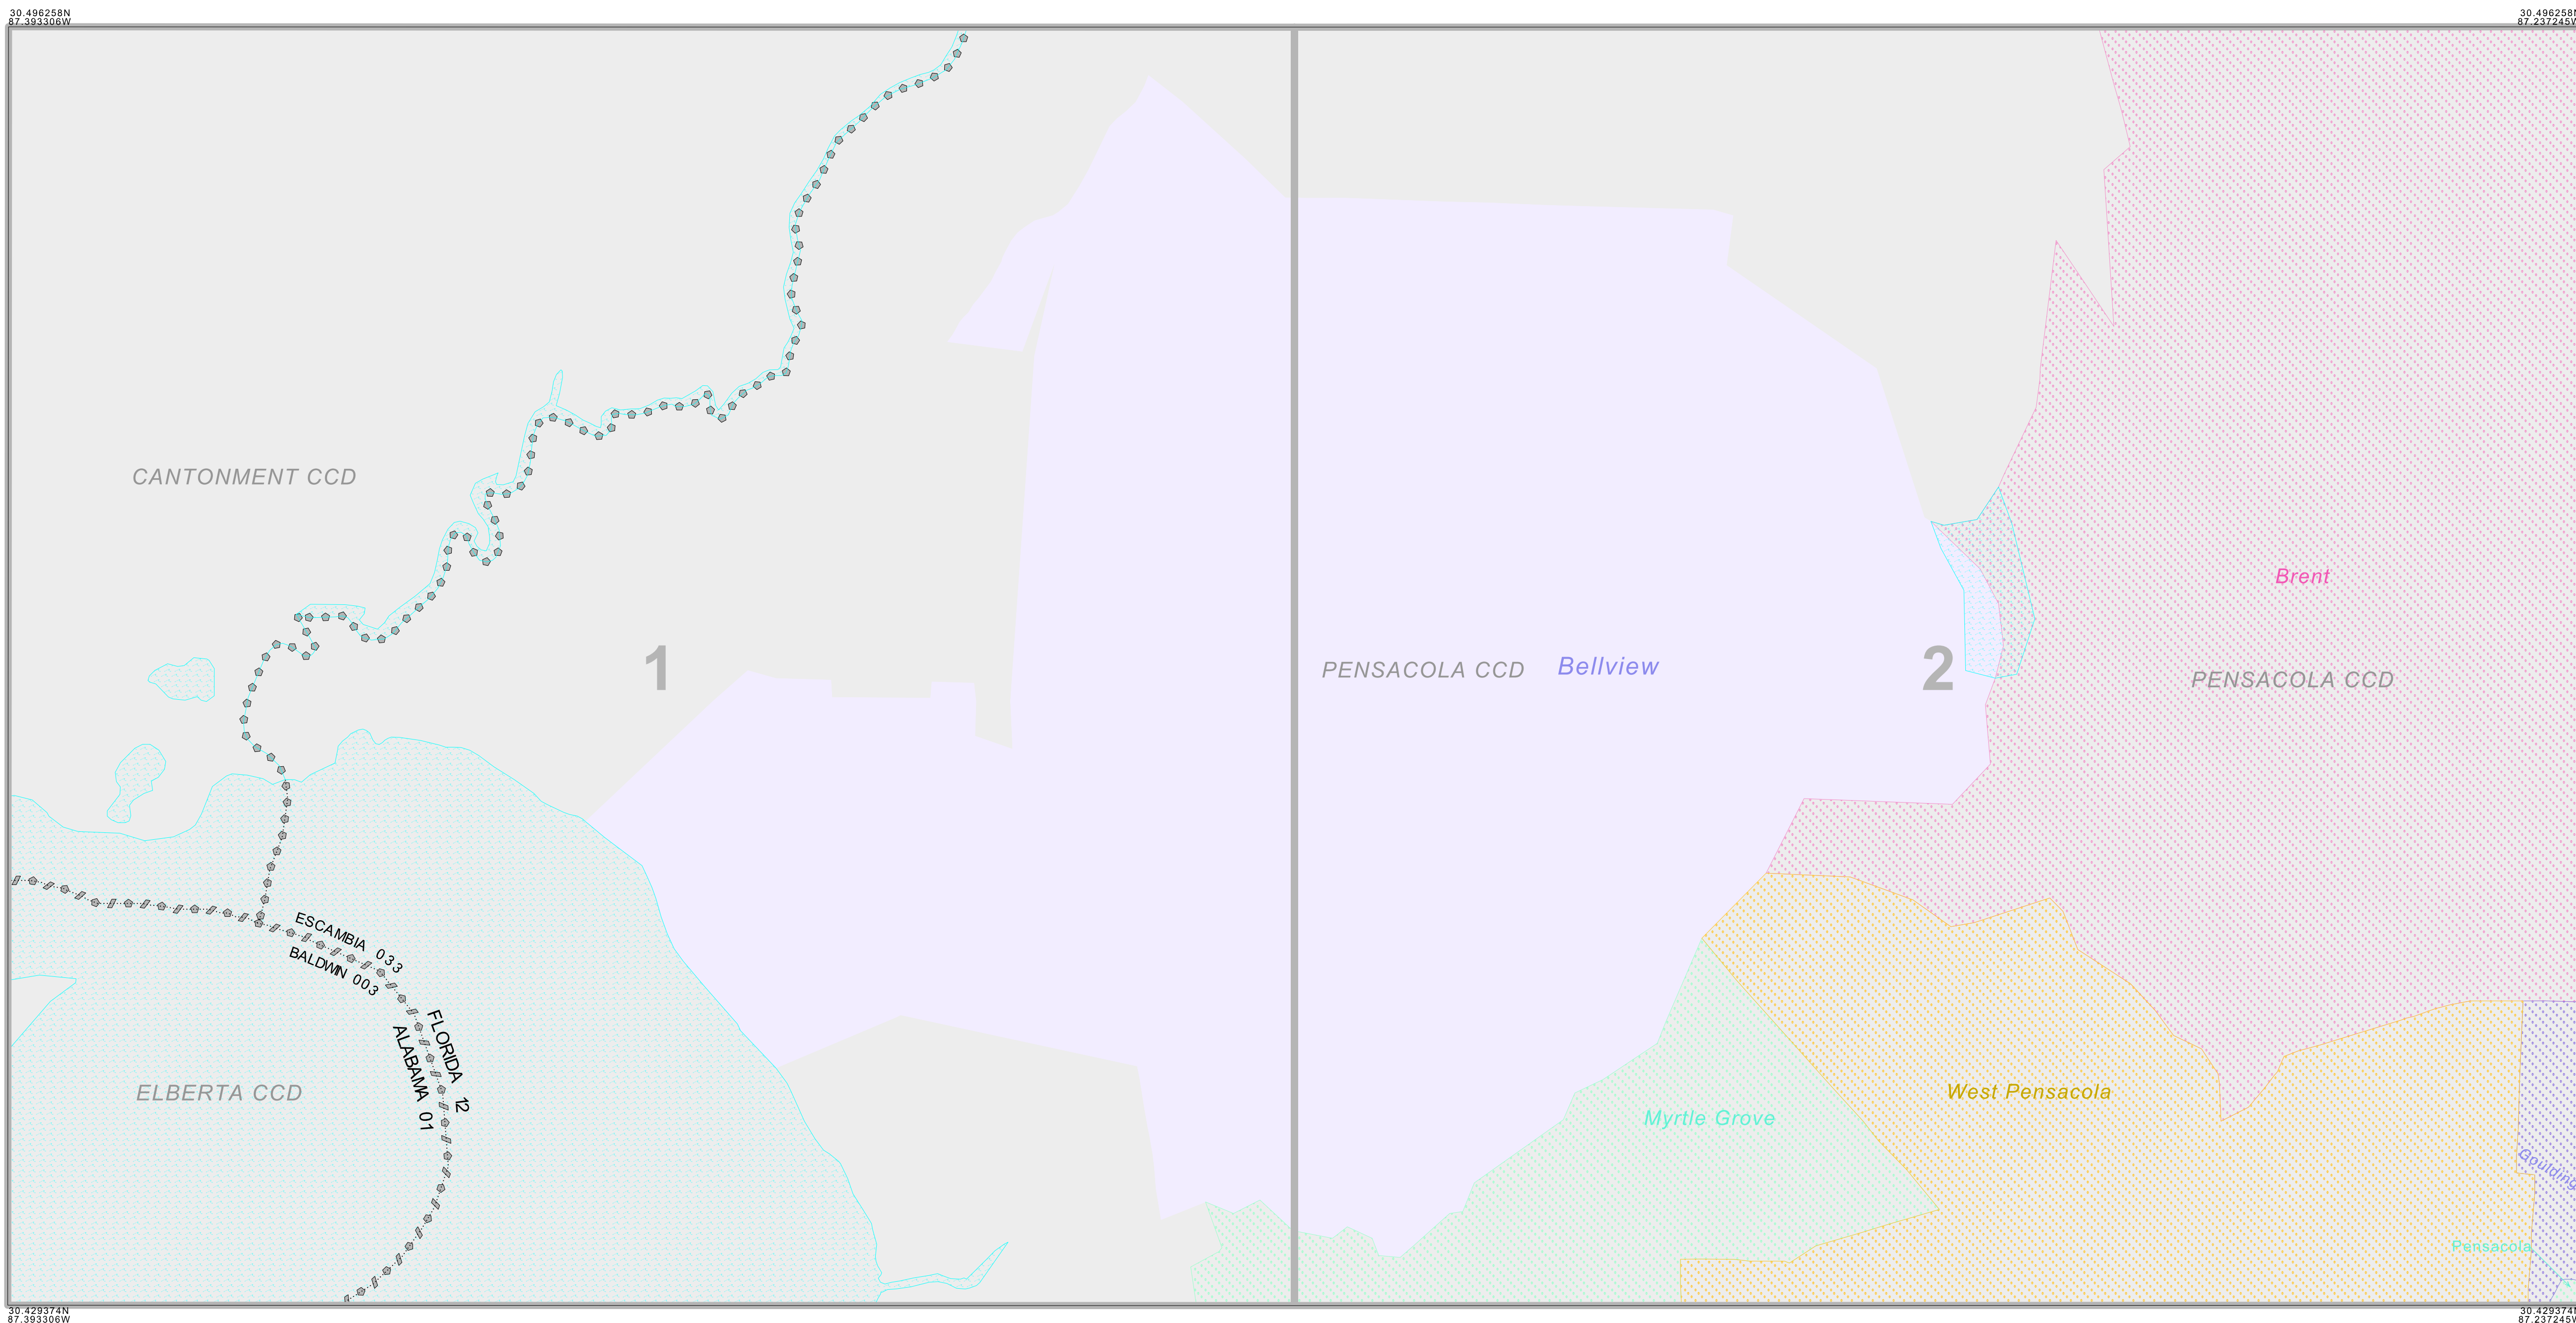 30.496258N
87.393306W
30.496258N
87.237245W
CANTONMENT CCD
1
PENSACOLA CCD
Bellview
2
Brent
PENSACOLA CCD
ESCAMBIA 033
BALDWIN 003
FLORIDA 12
ALABAMA 01
ELBERTA CCD
Myrtle Grove
West Pensacola
Goulding
Pensacola
30.429374N
87.393306W
30.429374N
87.237245W